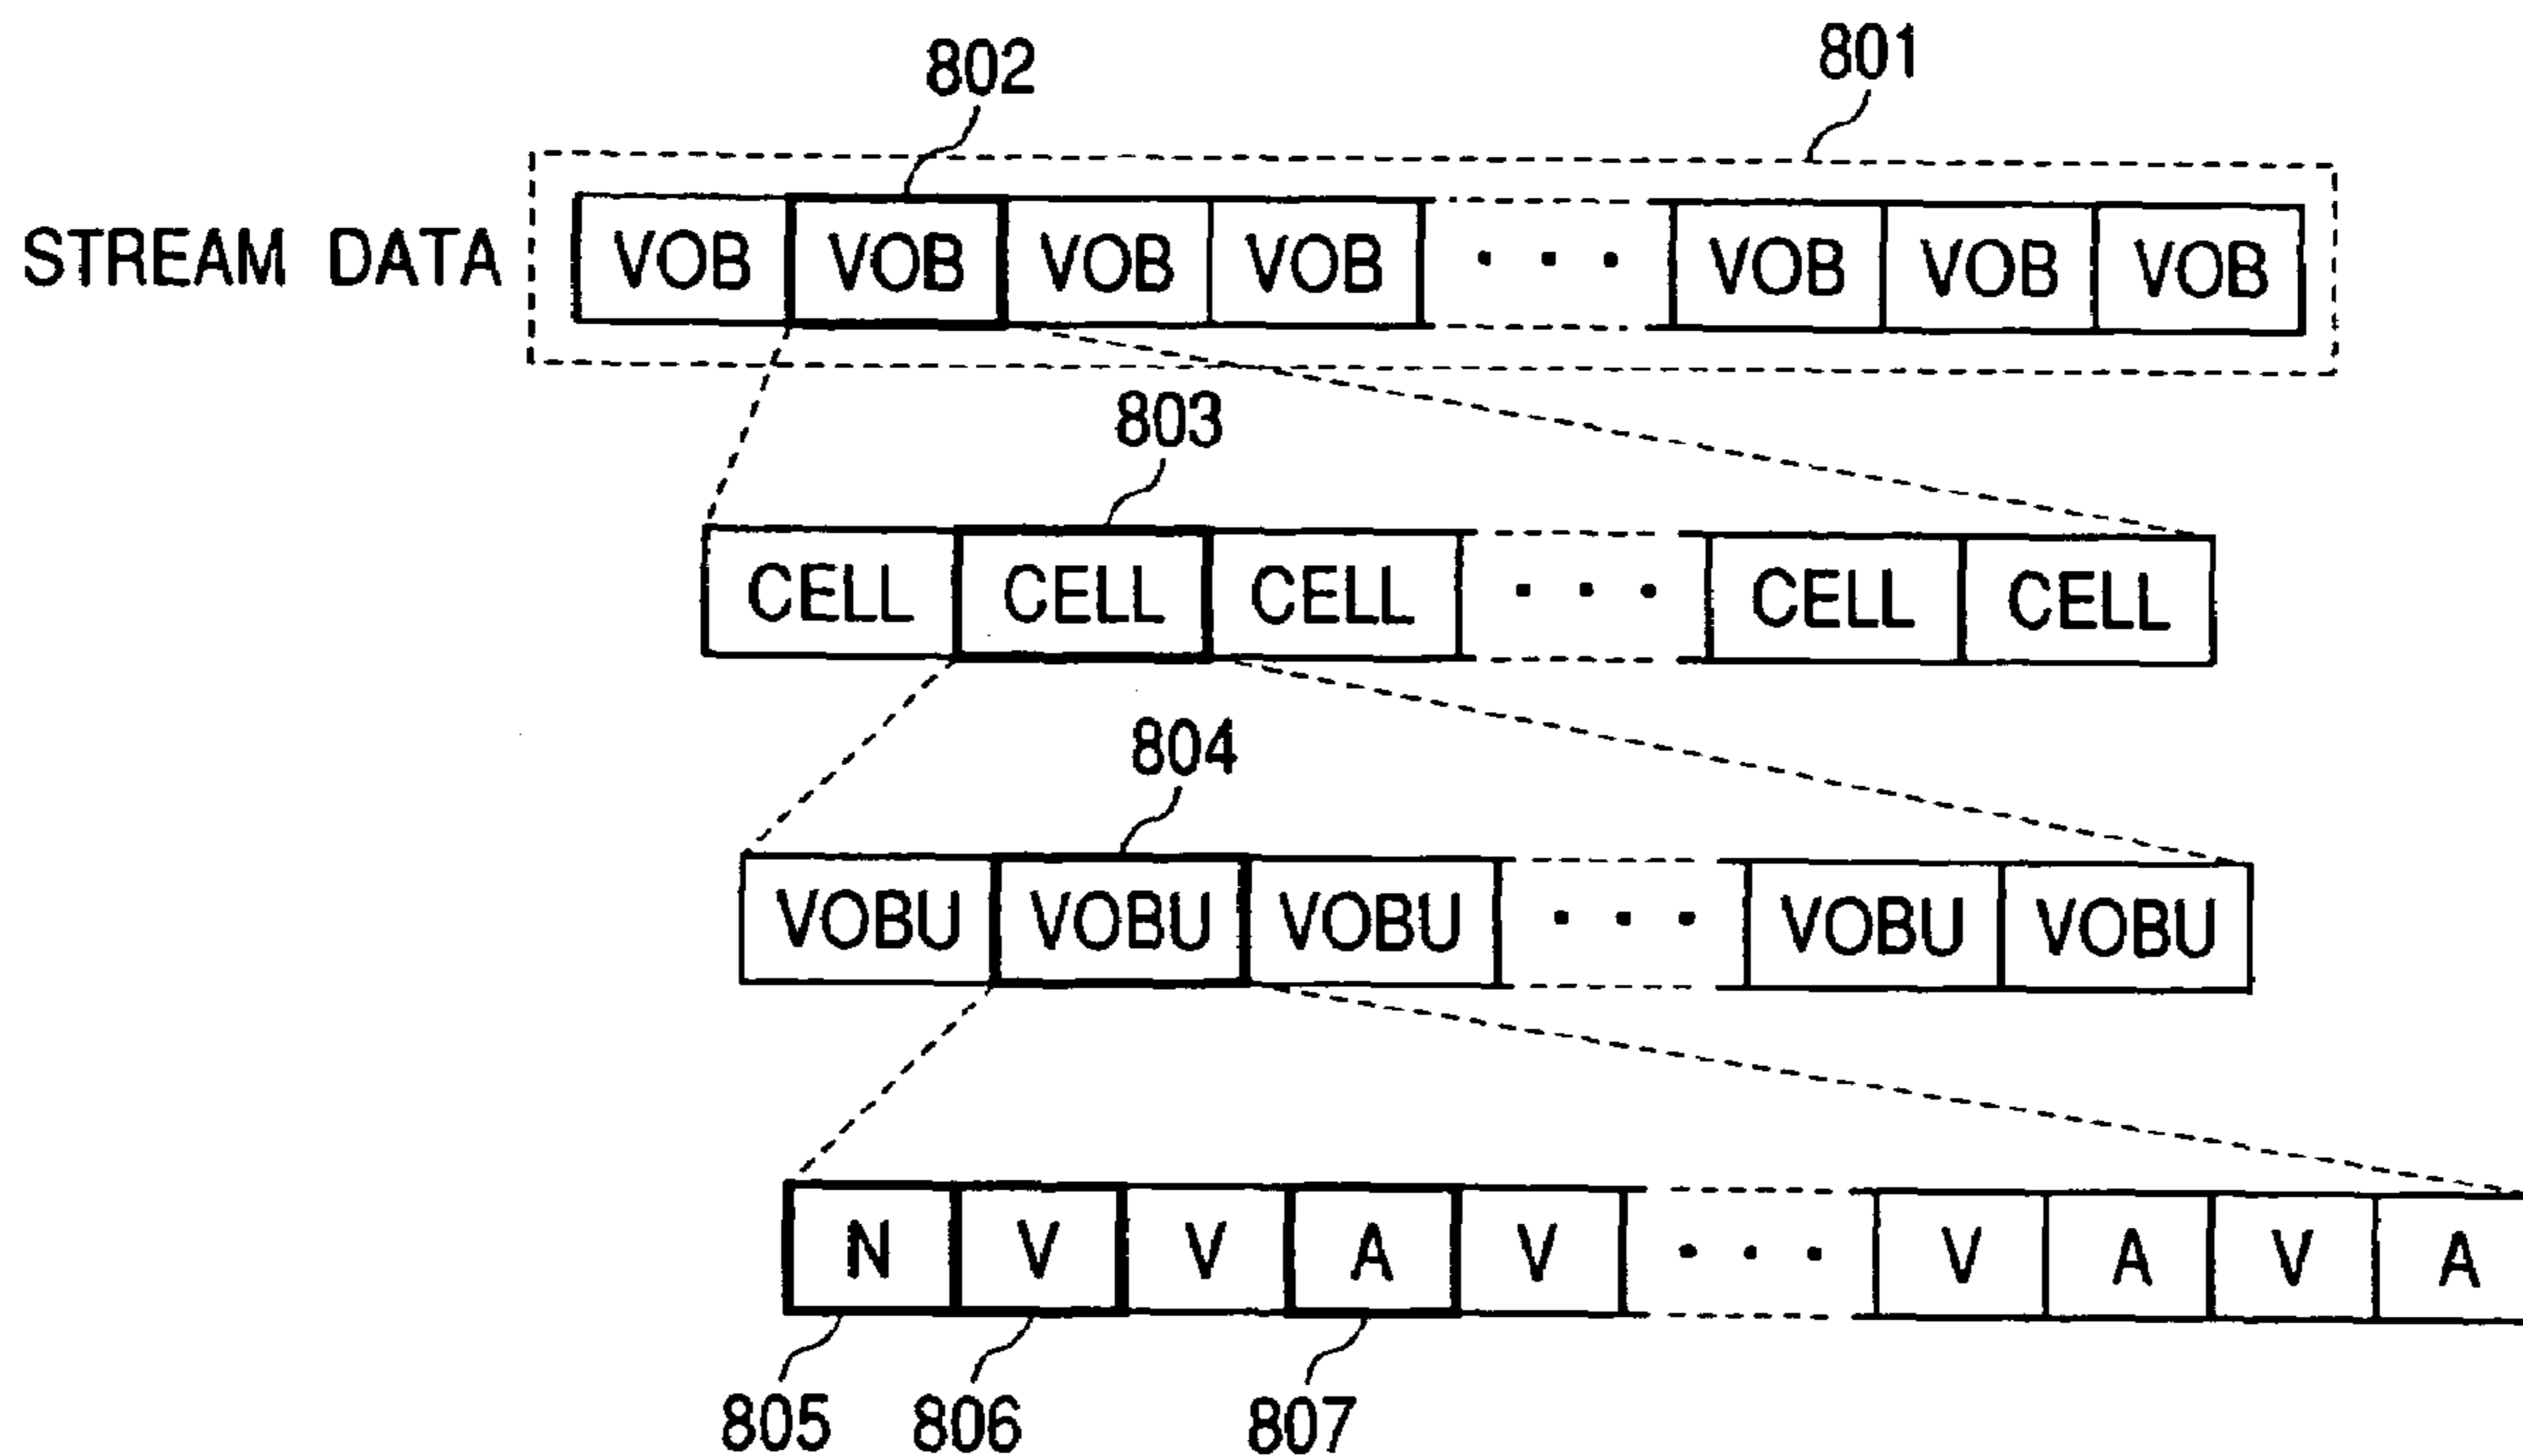 802 801
STREAM DATA VOB VOB VOB VOB · · · VOB VOB VOB
803
CELL CELL CELL · · · CELL CELL
804
VOBU VOBU VOBU · · · VOBU VOBU
N V V A V · · · V A V A
805 806 807